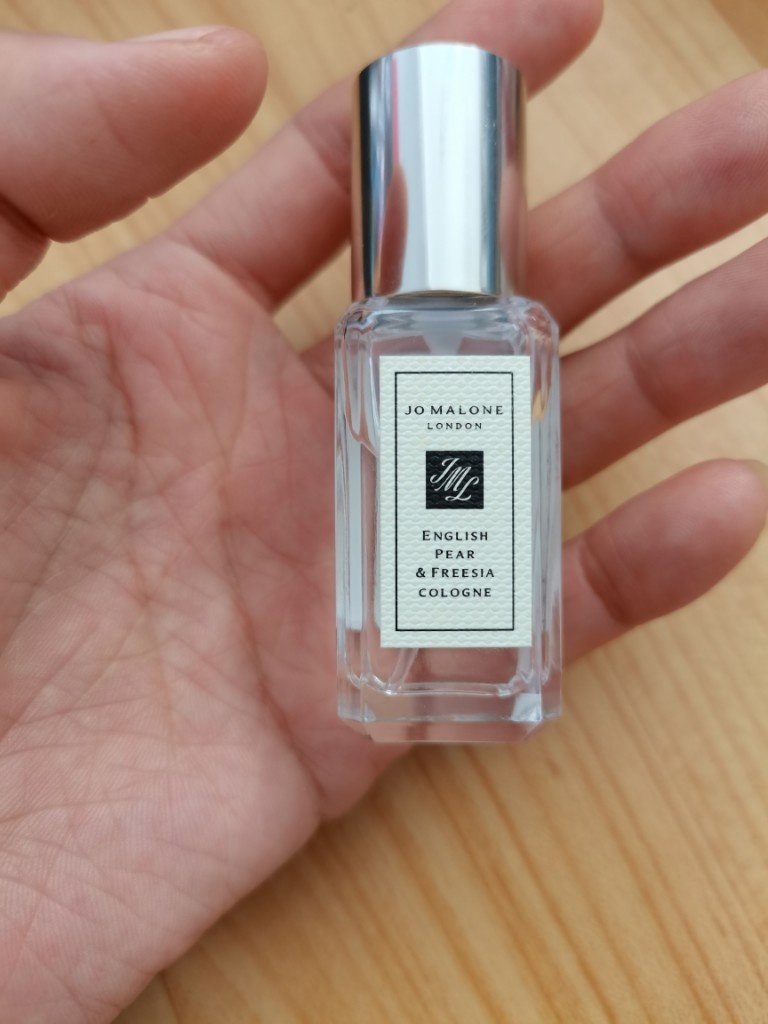 JO MALONE
LONDON
JML
ENGLISH
PEAR
& FREESIA
COLOGNE